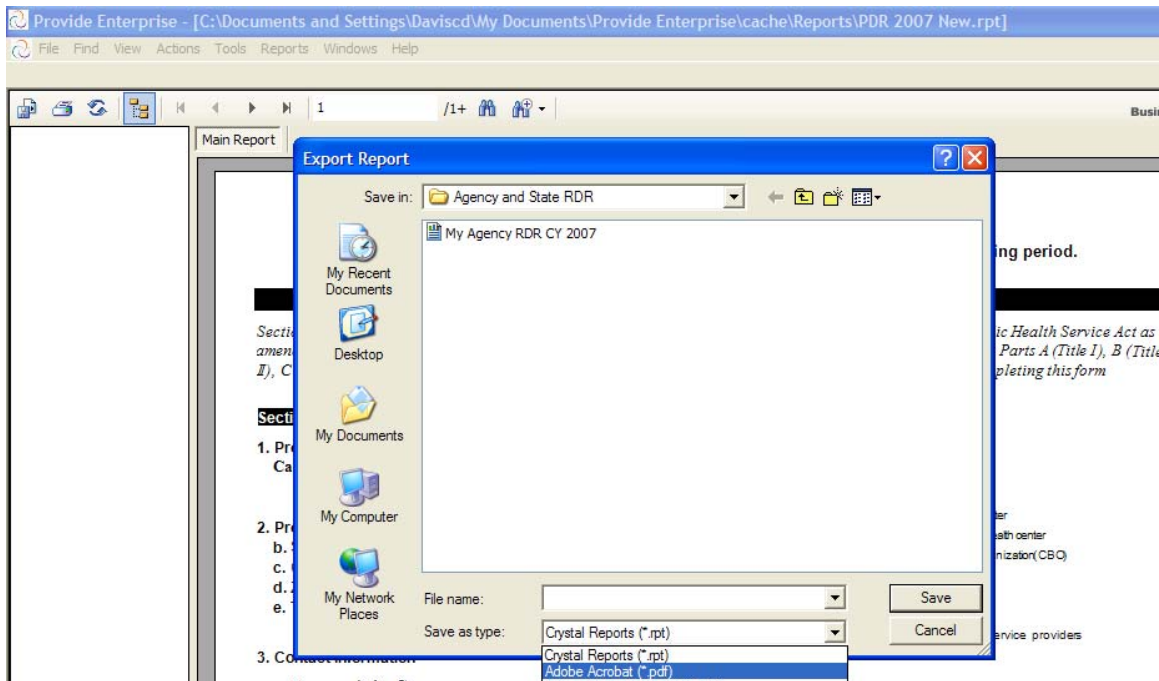 Provide Enterprise - [C:\Documents and Settings\Daviscd\My Documents\Provide Enterprise\cache\Reports\PDR 2007 New.rpt]
File Find View Actions Tools Reports Windows Help
1 /1+ Busi
Main Report
Export Report
Save in: Agency and State RDR
My Agency RDR CY 2007
My Recent Documents
Desktop
My Documents
My Computer
My Network Places
File name: Save
Save as type: Crystal Reports (*.rpt) Cancel
Crystal Reports (*.rpt)
Adobe Acrobat (*.pdf)
ing period.
Secti ic Health Service Act as
amen Parts A (Title I), B (Title
II), C pleting this form
Secti
1. Pr
Ca
2. Pr ter
b. ealth center
c. nization(CBO)
d.
e.
ervice providers
3. Contact Information